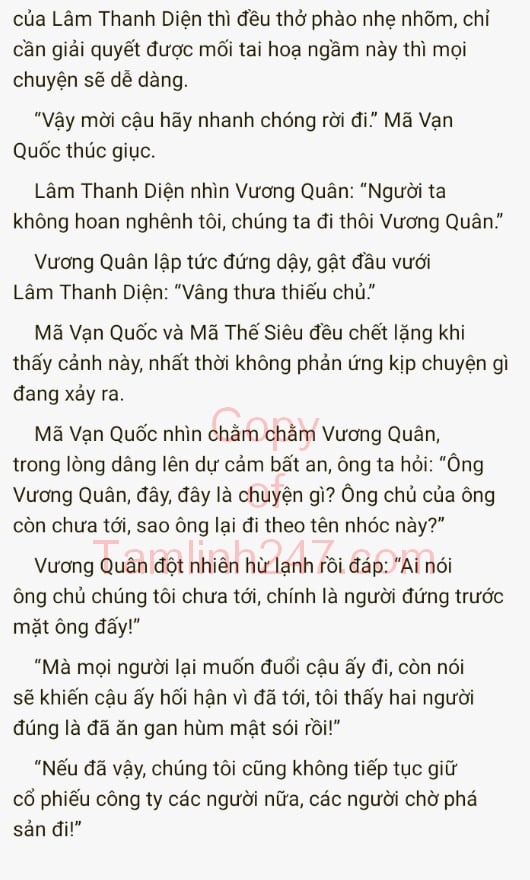 của Lâm Thanh Diện thì đều thở phào nhẹ nhõm, chỉ
cần giải quyết được mối tai hoạ ngầm này thì mọi
chuyện sẽ dễ dàng.
“Vậy mời cậu hãy nhanh chóng rời đi.” Mã Vạn
Quốc thúc giục.
Lâm Thanh Diện nhìn Vương Quân: “Người ta
không hoan nghênh tôi, chúng ta đi thôi Vương Quân.”
Vương Quân lập tức đứng dậy, gật đầu vưới
Lâm Thanh Diện: “Vâng thưa thiếu chủ.”
Mã Vạn Quốc và Mã Thế Siêu đều chết lặng khi
thấy cảnh này, nhất thời không phản ứng kịp chuyện gì
đang xảy ra.
Copy
Mã Vạn Quốc nhìn chằm chằm Vương Quân,
trong lòng dâng lên dự cảm bất an, ông ta hỏi: “Ông
of
Vương Quân, đây, đây là chuyện gì? Ông chủ của ông
còn chưa tới, sao ông lại đi theo tên nhóc này?”
Tamlinh247.com
Vương Quân đột nhiên hừ lạnh rồi đáp: “Ai nói
ông chủ chúng tôi chưa tới, chính là người đứng trước
mặt ông đấy!”
“Mà mọi người lại muốn đuổi cậu ấy đi, còn nói
sẽ khiến cậu ấy hối hận vì đã tới, tôi thấy hai người
đúng là đã ăn gan hùm mật sói rồi!”
“Nếu đã vậy, chúng tôi cũng không tiếp tục giữ
cổ phiếu công ty các người nữa, các người chờ phá
sản đi!”